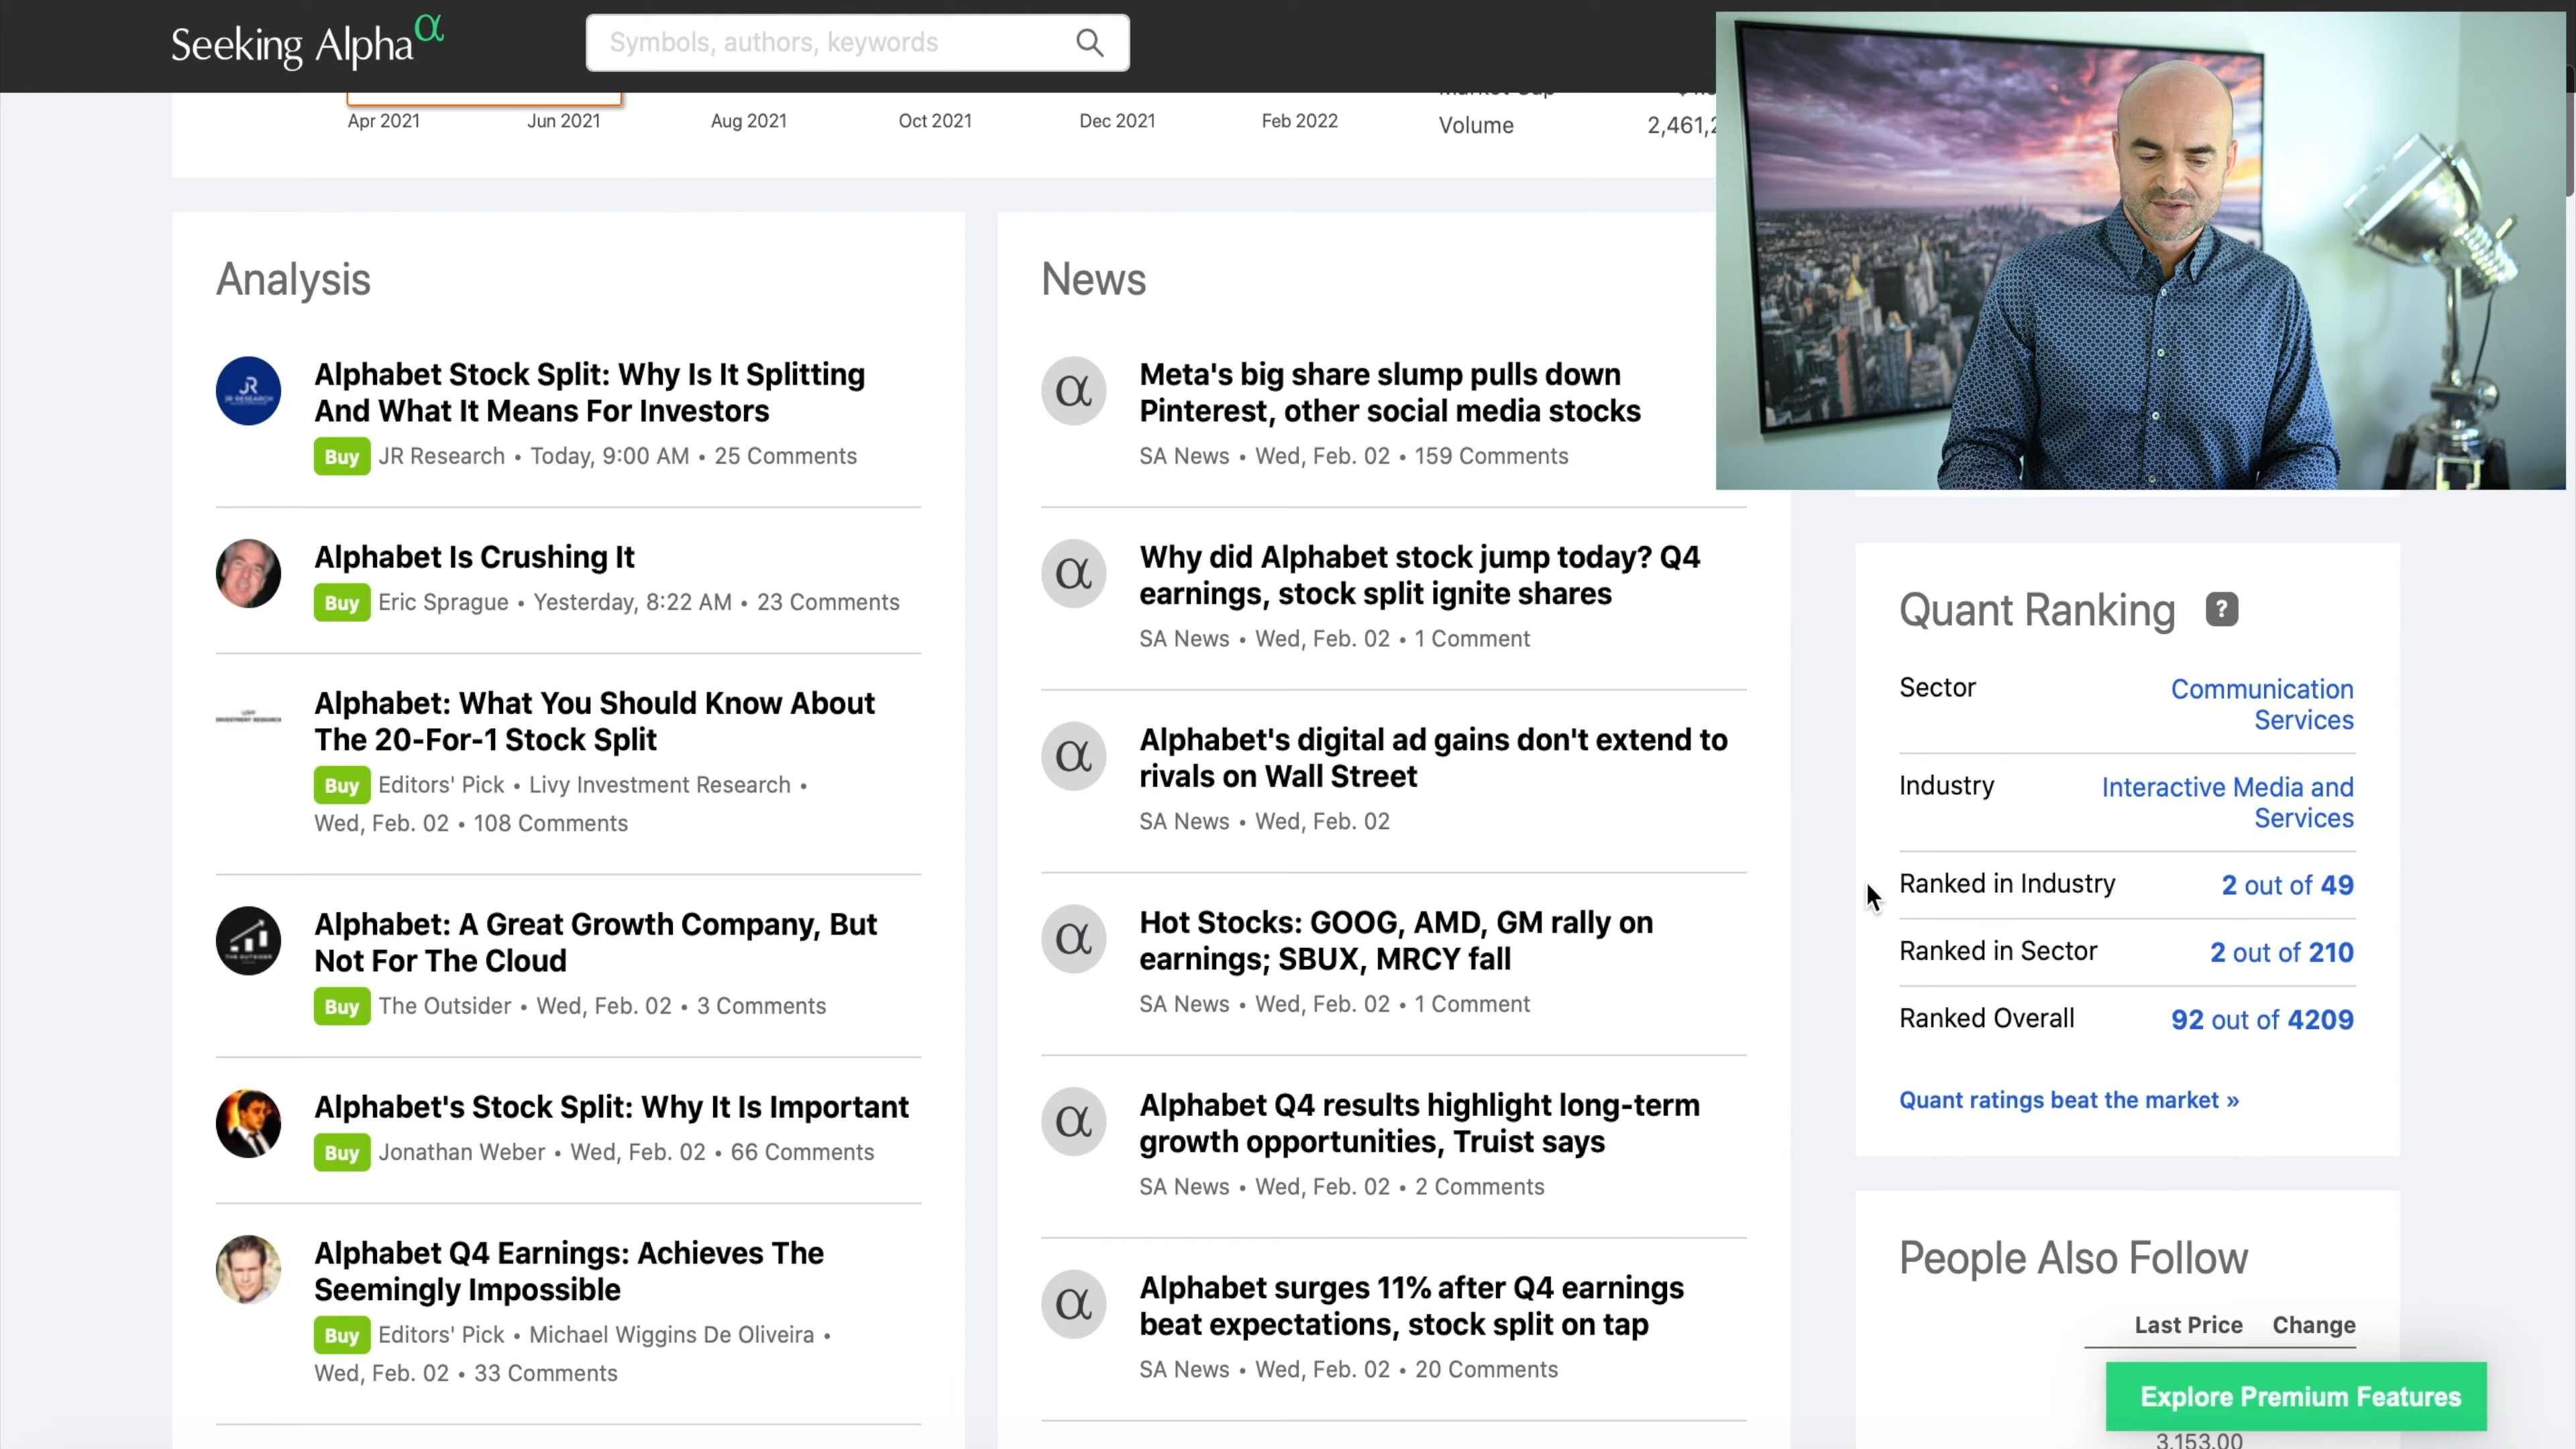 Seeking Alpha α
Symbols, authors, keywords
Apr 2021 Jun 2021 Aug 2021 Oct 2021 Dec 2021 Feb 2022
Volume 2,461,2
Analysis
Alphabet Stock Split: Why Is It Splitting
And What It Means For Investors
Buy JR Research • Today, 9:00 AM • 25 Comments
Alphabet Is Crushing It
Buy Eric Sprague • Yesterday, 8:22 AM • 23 Comments
Alphabet: What You Should Know About
The 20-For-1 Stock Split
Buy Editors' Pick • Livy Investment Research •
Wed, Feb. 02 • 108 Comments
Alphabet: A Great Growth Company, But
Not For The Cloud
Buy The Outsider • Wed, Feb. 02 • 3 Comments
Alphabet's Stock Split: Why It Is Important
Buy Jonathan Weber • Wed, Feb. 02 • 66 Comments
Alphabet Q4 Earnings: Achieves The
Seemingly Impossible
Buy Editors' Pick • Michael Wiggins De Oliveira •
Wed, Feb. 02 • 33 Comments
News
α
Meta's big share slump pulls down
Pinterest, other social media stocks
SA News • Wed, Feb. 02 • 159 Comments
α
Why did Alphabet stock jump today? Q4
earnings, stock split ignite shares
SA News • Wed, Feb. 02 • 1 Comment
α
Alphabet's digital ad gains don't extend to
rivals on Wall Street
SA News • Wed, Feb. 02
α
Hot Stocks: GOOG, AMD, GM rally on
earnings; SBUX, MRCY fall
SA News • Wed, Feb. 02 • 1 Comment
α
Alphabet Q4 results highlight long-term
growth opportunities, Truist says
SA News • Wed, Feb. 02 • 2 Comments
α
Alphabet surges 11% after Q4 earnings
beat expectations, stock split on tap
SA News • Wed, Feb. 02 • 20 Comments
Quant Ranking ?
Sector Communication
Services
Industry Interactive Media and
Services
Ranked in Industry 2 out of 49
Ranked in Sector 2 out of 210
Ranked Overall 92 out of 4209
Quant ratings beat the market »
People Also Follow
Last Price Change
Explore Premium Features
3,153.00